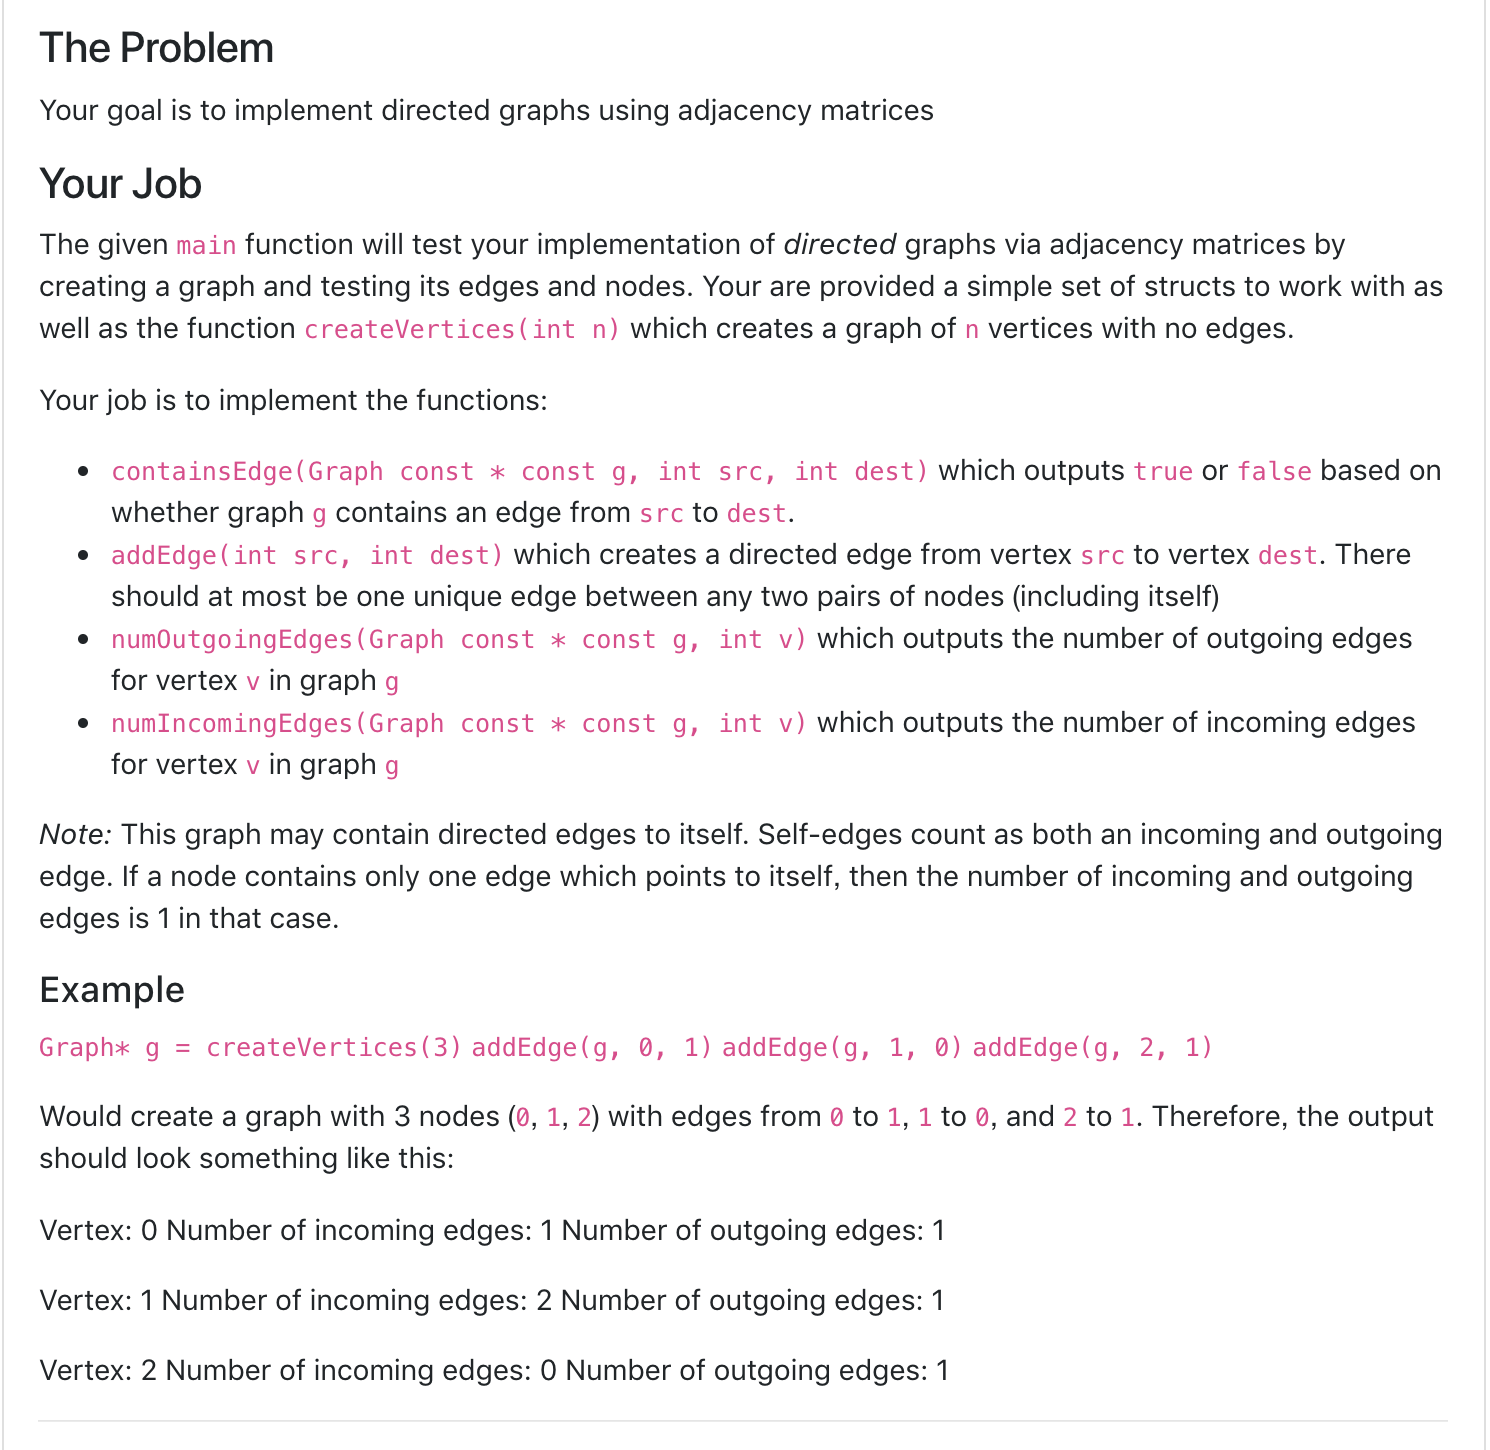 The Problem
Your goal is to implement directed graphs using adjacency matrices
Your Job
The given main function will test your implementation of directed graphs via adjacency matrices by
creating a graph and testing its edges and nodes. Your are provided a simple set of structs to work with as
well as the function createVertices(int n) which creates a graph of n vertices with no edges.
Your job is to implement the functions:
• containsEdge(Graph const * const g, int src, int dest) which outputs true or false based on
whether graph g contains an edge from src to dest.
• addEdge(int src, int dest) which creates a directed edge from vertex src to vertex dest. There
should at most be one unique edge between any two pairs of nodes (including itself)
• numOutgoingEdges(Graph const * const g, int v) which outputs the number of outgoing edges
for vertex v in graph g
• numIncomingEdges(Graph const * const g, int v) which outputs the number of incoming edges
for vertex v in graph g
Note: This graph may contain directed edges to itself. Self-edges count as both an incoming and outgoing
edge. If a node contains only one edge which points to itself, then the number of incoming and outgoing
edges is 1 in that case.
Example
Graph* g = createVertices(3) addEdge(g, 0, 1) addEdge(g, 1, 0) addEdge(g, 2, 1)
Would create a graph with 3 nodes (0, 1, 2) with edges from 0 to 1, 1 to 0, and 2 to 1. Therefore, the output
should look something like this:
Vertex: 0 Number of incoming edges: 1 Number of outgoing edges: 1
Vertex: 1 Number of incoming edges: 2 Number of outgoing edges: 1
Vertex: 2 Number of incoming edges: 0 Number of outgoing edges: 1